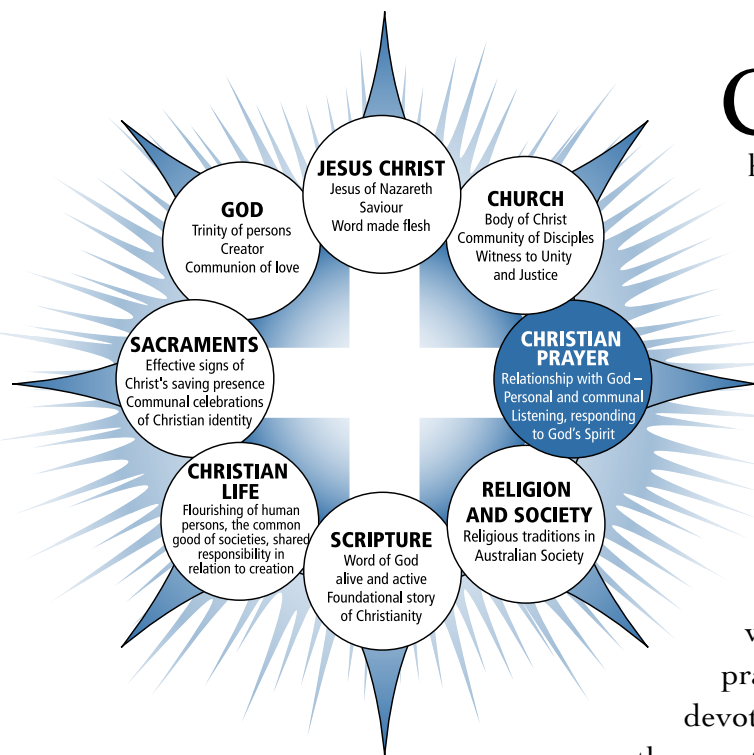 JESUS CHRIST
Jesus of Nazareth
Saviour
Word made flesh
CHURCH
Body of Christ
Community of Disciples
Witness to Unity
and Justice
CHRISTIAN
PRAYER
Relationship with God –
Personal and communal
Listening, responding
to God's Spirit
RELIGION
AND SOCIETY
Religious traditions in
Australian Society
SCRIPTURE
Word of God
alive and active
Foundational story
of Christianity
CHRISTIAN
LIFE
Flourishing of human
persons, the common
good of societies, shared
responsibility in
relation to creation
SACRAMENTS
Effective signs of
Christ's saving presence
Communal celebrations
of Christian identity
GOD
Trinity of persons
Creator
Communion of love